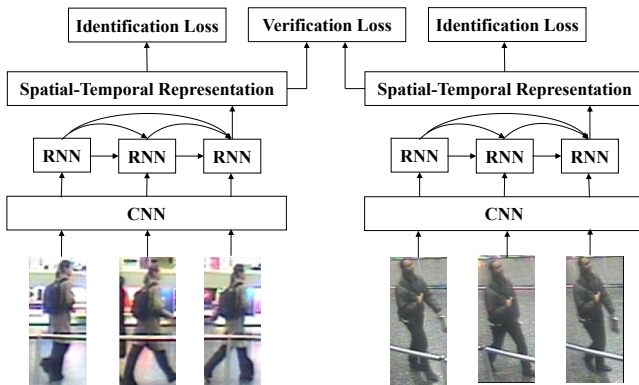 Identification Loss
Verification Loss
Identification Loss
Spatial-Temporal Representation
Spatial-Temporal Representation
RNN
RNN
RNN
RNN
RNN
RNN
CNN
CNN